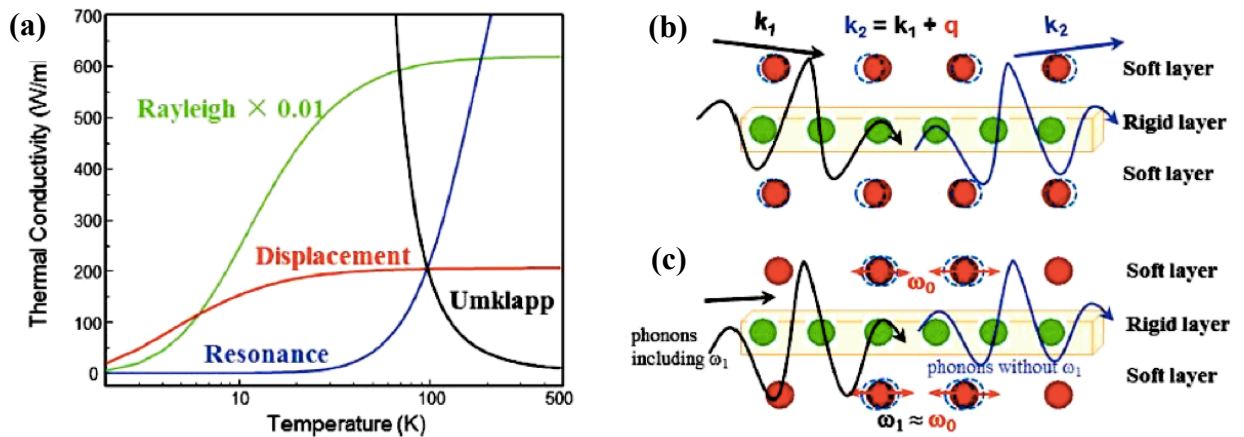 (a)
700
600
500
400
300
200
100
0
Thermal Conductivity (W/m
Rayleigh × 0.01
Displacement
Umklapp
Resonance
10
100
500
Temperature (K)
(b)
k1
k2 = k1 + q
k2
Soft layer
Rigid layer
Soft layer
(c)
ω0
Soft layer
Rigid layer
Soft layer
phonons
including ω1
phonons without ω1
ω1 ≈ ω0